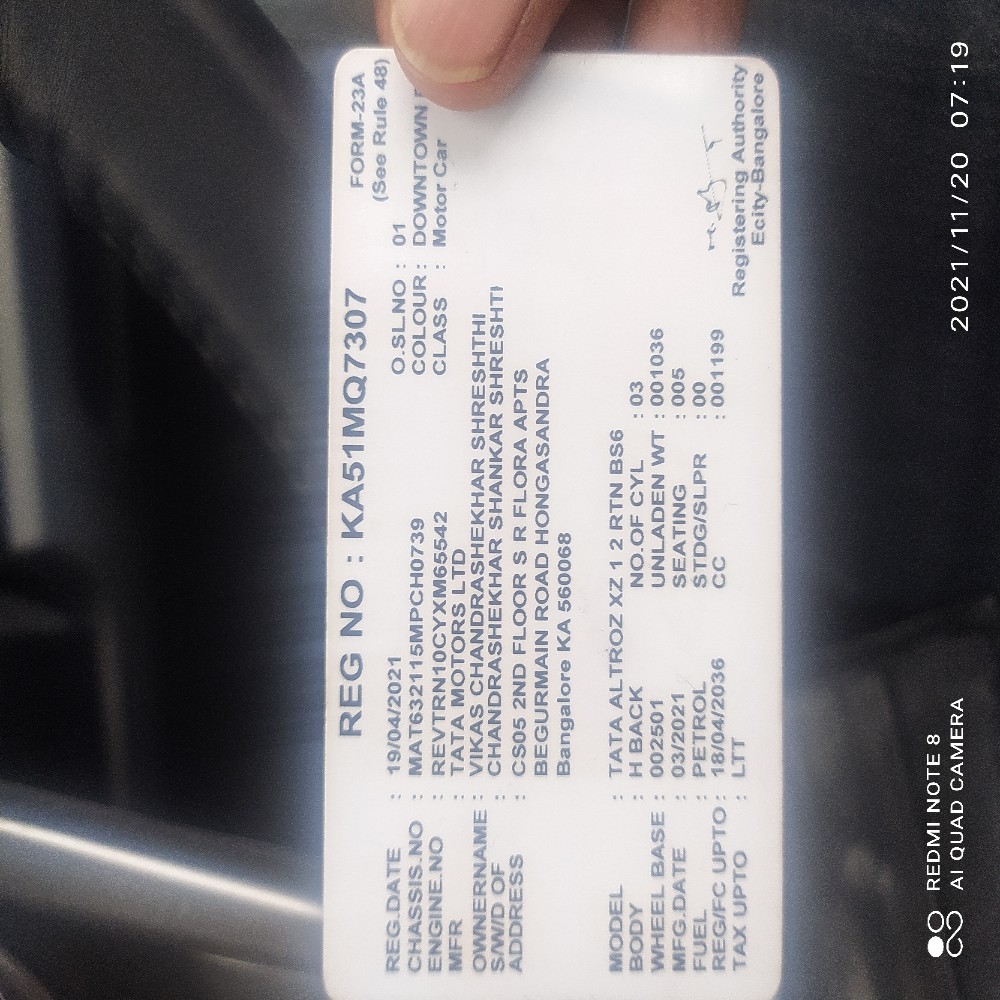 FORM-23A
(See Rule 48)
REG NO : KA51MQ7307
REG.DATE : 19/04/2021 O.SLNO : 01
CHASSIS.NO : MAT632115MPCH0739 COLOUR : DOWNTOWN
ENGINE.NO : REVTRN10CYXM65542 CLASS : Motor Car
MFR : TATA MOTORS LTD
OWNERNAME : VIKAS CHANDRASHEKHAR SHRESHTHI
S/W/D OF : CHANDRASHEKHAR SHANKAR SHRESHTI
ADDRESS : CS05 2ND FLOOR S R FLORA APTS
BEGURMAIN ROAD HONGASANDRA
Bangalore KA 560068
MODEL : TATA ALTROZ XZ 1 2 RTN BS6
BODY : H BACK NO.OF CYL : 03
WHEEL BASE : 002501 UNLADEN WT : 001036
MFG.DATE : 03/2021 SEATING : 005
FUEL : PETROL STDG/SLPR : 00
REG/FC UPTO : 18/04/2036 CC : 001199
TAX UPTO : LTT
Registering Authority
Ecity-Bangalore
REDMI NOTE 8
AI QUAD CAMERA
2021/11/20 07:19